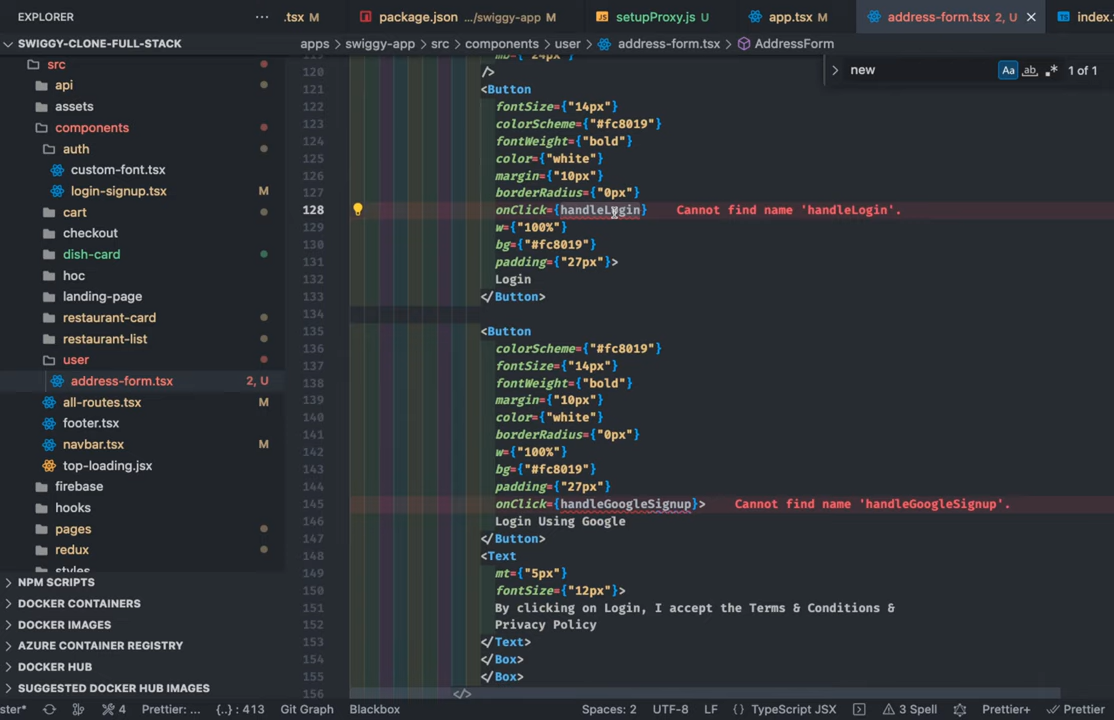 EXPLORER
.tsx M
package.json .../swiggy-app M
setupProxy.js U
app.tsx M
address-form.tsx 2, U
index.
SWIGGY-CLONE-FULL-STACK
apps > swiggy-app > src > components > user > address-form.tsx > AddressForm
new
Aa
ab
1 of 1
src
api
assets
components
auth
custom-font.tsx
login-signup.tsx M
cart
checkout
dish-card
hoc
landing-page
restaurant-card
restaurant-list
user
address-form.tsx 2, U
all-routes.tsx M
footer.tsx
navbar.tsx M
top-loading.jsx
firebase
hooks
pages
redux
styles
NPM SCRIPTS
DOCKER CONTAINERS
DOCKER IMAGES
AZURE CONTAINER REGISTRY
DOCKER HUB
SUGGESTED DOCKER HUB IMAGES
119 mb={"24px"}
120 />
121 <Button
122 fontSize={"14px"}
123 colorScheme={"#fc8019"}
124 fontWeight={"bold"}
125 color={"white"}
126 margin={"10px"}
127 borderRadius={"0px"}
128 onClick={handleLogin} Cannot find name 'handleLogin'.
129 w={"100%"}
130 bg={"#fc8019"}
131 padding={"27px"}>
132 Login
133 </Button>
134
135 <Button
136 colorScheme={"#fc8019"}
137 fontSize={"14px"}
138 fontWeight={"bold"}
139 margin={"10px"}
140 color={"white"}
141 borderRadius={"0px"}
142 w={"100%"}
143 bg={"#fc8019"}
144 padding={"27px"}
145 onClick={handleGoogleSignup}> Cannot find name 'handleGoogleSignup'.
146 Login Using Google
147 </Button>
148 <Text
149 mt={"5px"}
150 fontSize={"12px"}>
151 By clicking on Login, I accept the Terms & Conditions &
152 Privacy Policy
153 </Text>
154 </Box>
155 </Box>
156 </>
ster* 4 Prettier: ... {..} : 413 Git Graph Blackbox Spaces: 2 UTF-8 LF {} TypeScript JSX 3 Spell Prettier+ Prettier